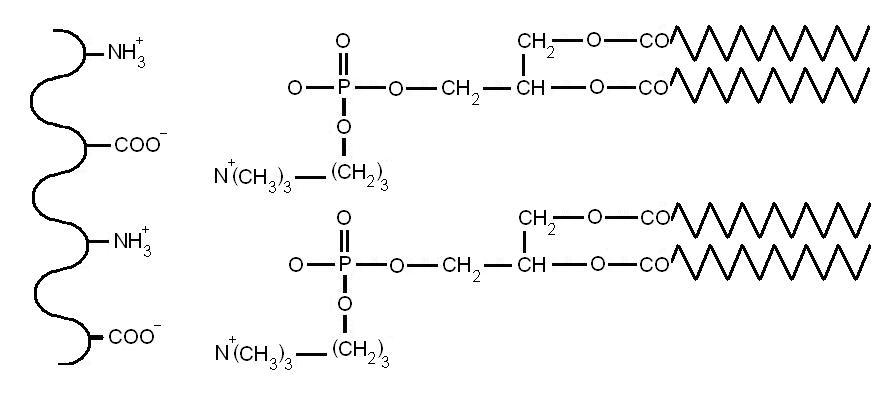 O CH₂ O CO
NH₃⁺ O P O CH₂ CH O CO
COO⁻ O
N⁺(CH₃)₃ (CH₂)₃
O CH₂ O CO
NH₃⁺ O P O CH₂ CH O CO
O
COO⁻ N⁺(CH₃)₃ (CH₂)₃